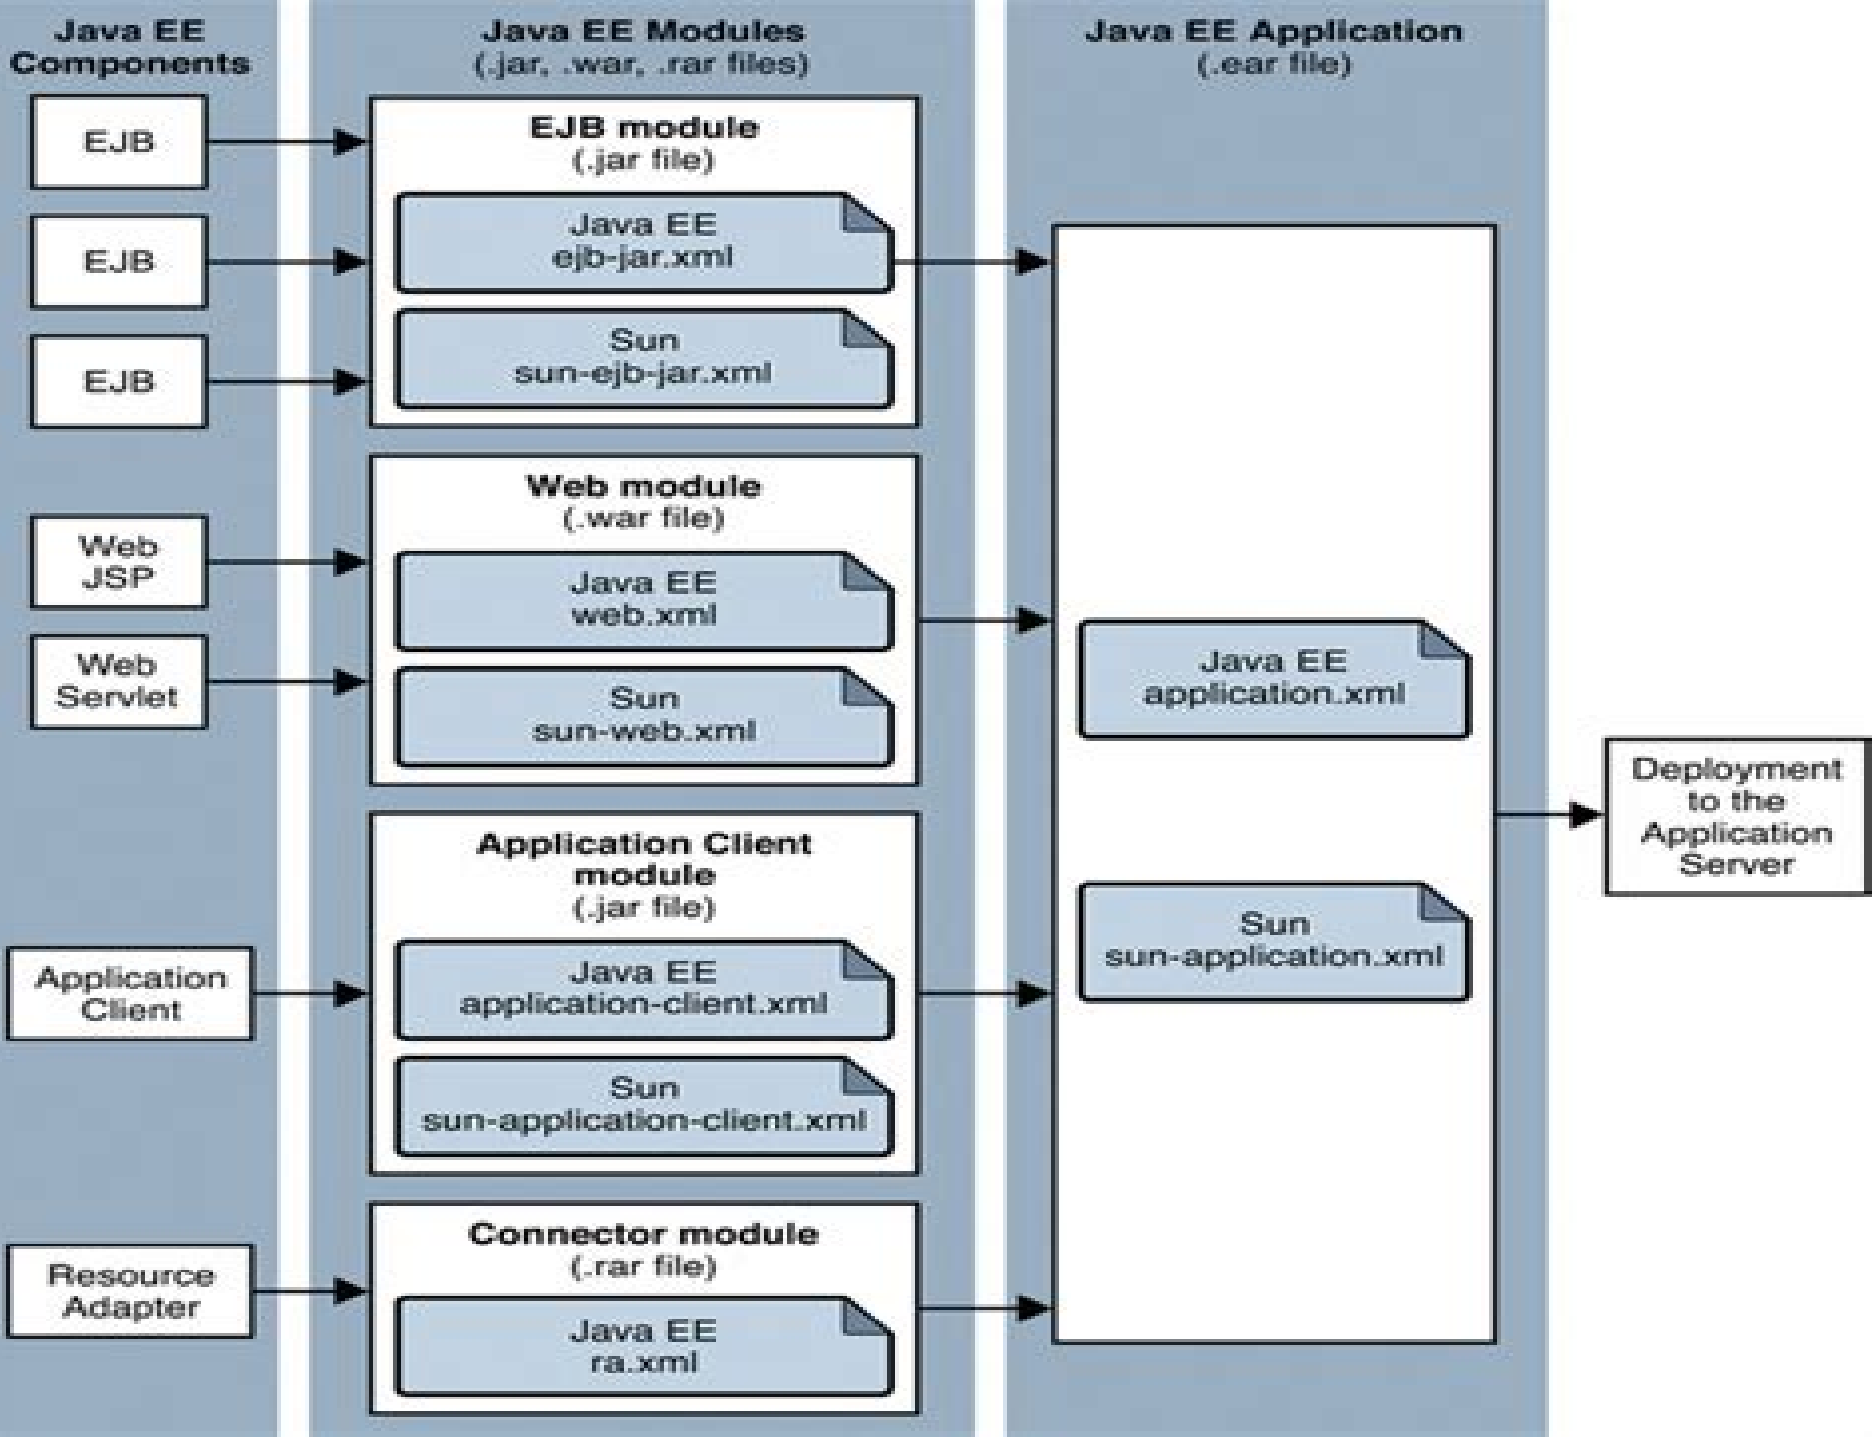 Java EE
Components
EJB
EJB
EJB
Web
JSP
Web
Servlet
Application
Client
Resource
Adapter
Java EE Modules
(.jar, .war, .rar files)
EJB module
(.jar file)
Java EE
ejb-jar.xml
Sun
sun-ejb-jar.xml
Web module
(.war file)
Java EE
web.xml
Sun
sun-web.xml
Application Client
module
(.jar file)
Java EE
application-client.xml
Sun
sun-application-client.xml
Connector module
(.rar file)
Java EE
ra.xml
Java EE Application
(.ear file)
Java EE
application.xml
Sun
sun-application.xml
Deployment
to the
Application
Server